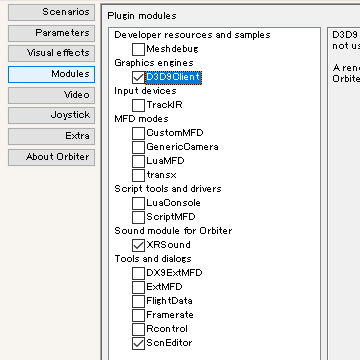 Scenarios
Parameters
Visual effects
Modules
Video
Joystick
Extra
About Orbiter
Plugin modules
Developer resources and samples
Meshdebug
Graphics engines
D3D9Client
Input devices
TrackIR
MFD modes
CustomMFD
GenericCamera
LuaMFD
transx
Script tools and drivers
LuaConsole
ScriptMFD
Sound module for Orbiter
XRSound
Tools and dialogs
DX9ExtMFD
ExtMFD
FlightData
Framerate
Rcontrol
ScnEditor
D3D9
not us
A ren
Orbite